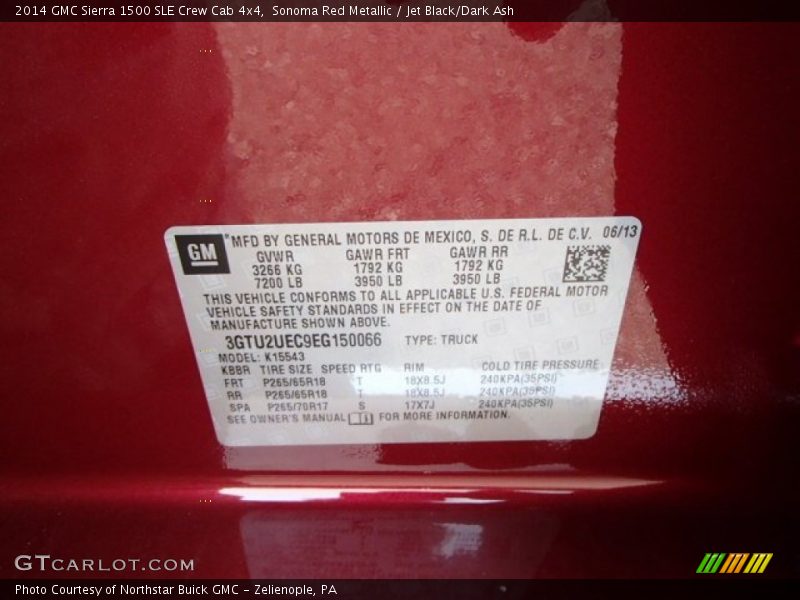 2014 GMC Sierra 1500 SLE Crew Cab 4x4, Sonoma Red Metallic / Jet Black/Dark Ash
GM MFD BY GENERAL MOTORS DE MEXICO, S. DE R.L. DE C.V. 06/13
GVWR GAWR FRT GAWR RR
3266 KG 1792 KG 1792 KG
7200 LB 3950 LB 3950 LB
THIS VEHICLE CONFORMS TO ALL APPLICABLE U.S. FEDERAL MOTOR
VEHICLE SAFETY STANDARDS IN EFFECT ON THE DATE OF
MANUFACTURE SHOWN ABOVE.
3GTU2UEC9EG150066 TYPE: TRUCK
MODEL: K15543
KBBR TIRE SIZE SPEED RTG RIM COLD TIRE PRESSURE
FRT P265/65R18 T 18X8.5J 240KPA(35PSI)
RR P265/65R18 T 18X8.5J 240KPA(35PSI)
SPA P265/70R17 S 17X7J 240KPA(35PSI)
SEE OWNER'S MANUAL FOR MORE INFORMATION.
GTcarlot.com
Photo Courtesy of Northstar Buick GMC - Zelienople, PA